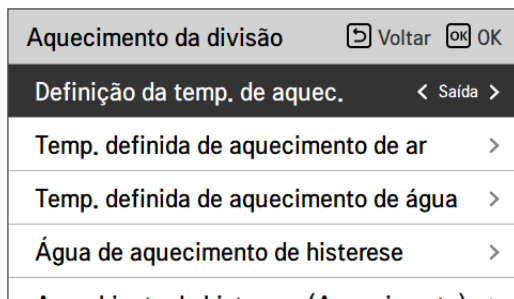 Aquecimento da divisão Voltar OK OK
Definição da temp. de aquec. < Saída >
Temp. definida de aquecimento de ar >
Temp. definida de aquecimento de água >
Água de aquecimento de histerese >